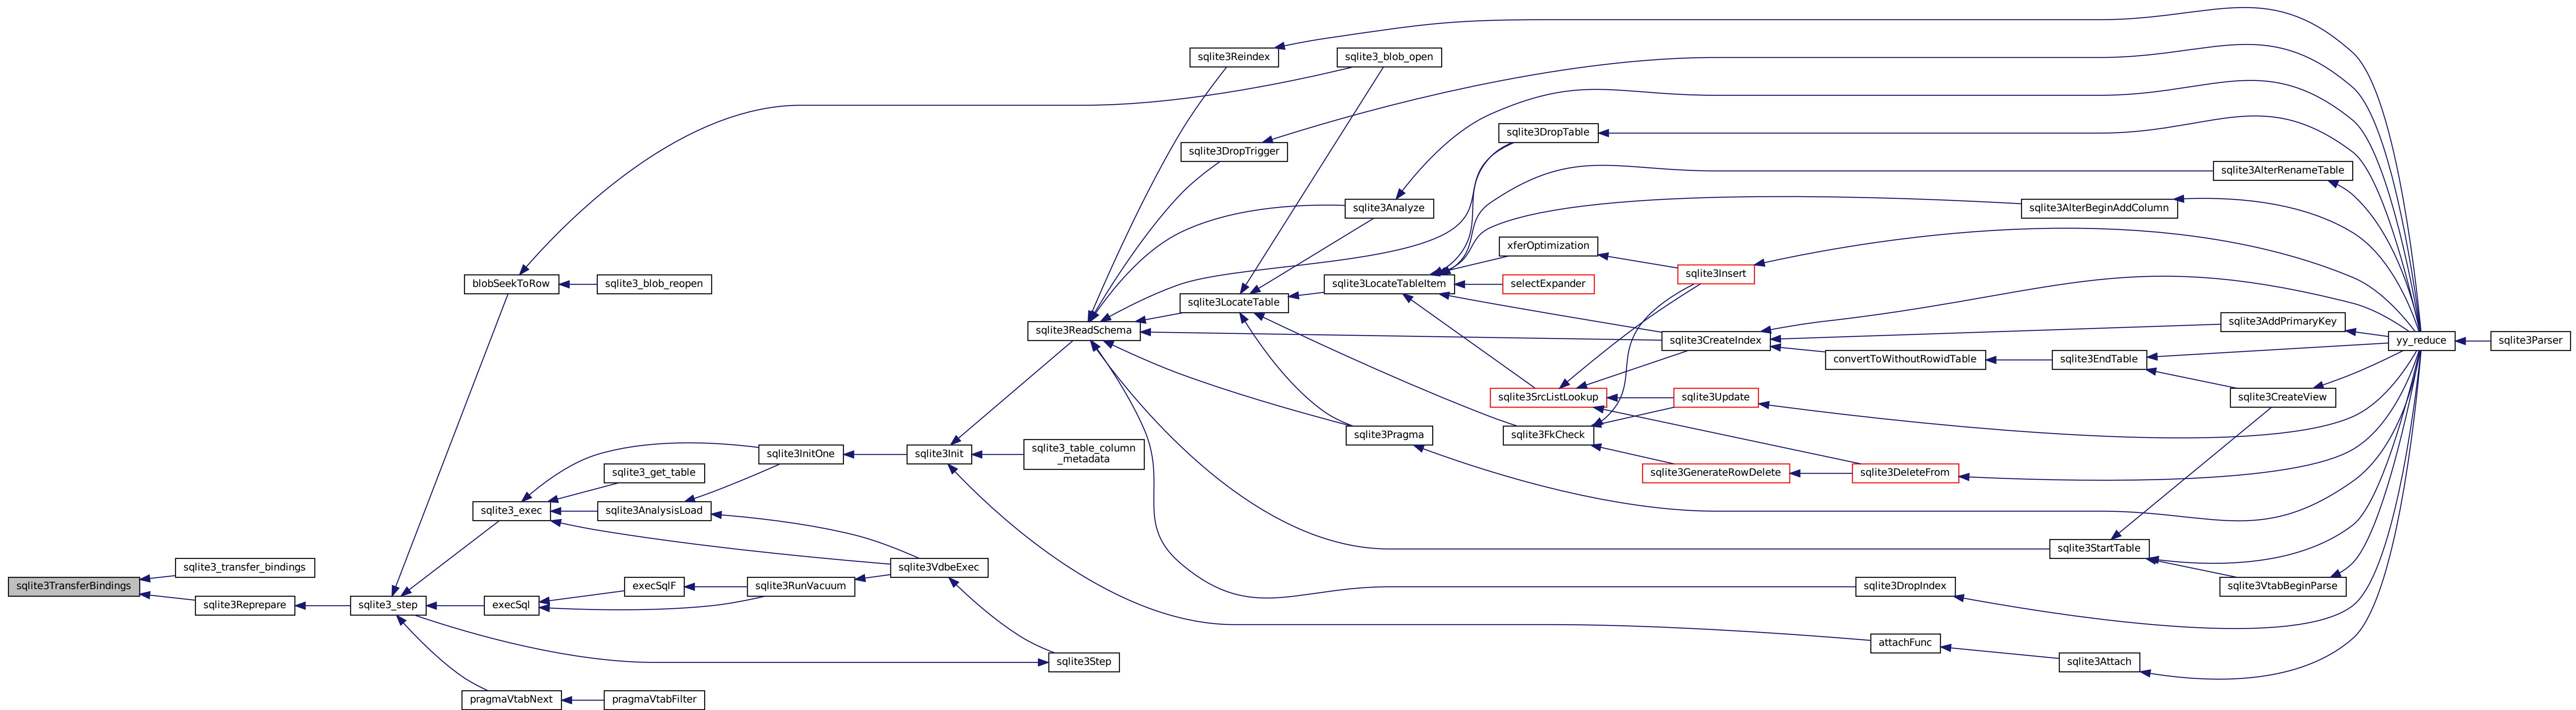 sqlite3TransferBindings
sqlite3_transfer_bindings
sqlite3Reprepare
sqlite3_step
blobSeekToRow
sqlite3_blob_reopen
sqlite3_exec
sqlite3_get_table
sqlite3AnalysisLoad
execSql
execSqlF
sqlite3RunVacuum
pragmaVtabNext
pragmaVtabFilter
sqlite3InitOne
sqlite3VdbeExec
sqlite3Init
sqlite3_table_column
_metadata
sqlite3Step
sqlite3ReadSchema
sqlite3Reindex
sqlite3DropTrigger
sqlite3LocateTable
sqlite3_blob_open
sqlite3Analyze
sqlite3LocateTableItem
sqlite3Pragma
sqlite3DropTable
xferOptimization
selectExpander
sqlite3SrcListLookup
sqlite3FkCheck
sqlite3Insert
sqlite3CreateIndex
sqlite3Update
sqlite3GenerateRowDelete
convertToWithoutRowidTable
sqlite3DeleteFrom
sqlite3DropIndex
attachFunc
sqlite3AlterRenameTable
sqlite3AlterBeginAddColumn
sqlite3AddPrimaryKey
sqlite3EndTable
sqlite3CreateView
sqlite3StartTable
sqlite3VtabBeginParse
sqlite3Attach
yy_reduce
sqlite3Parser